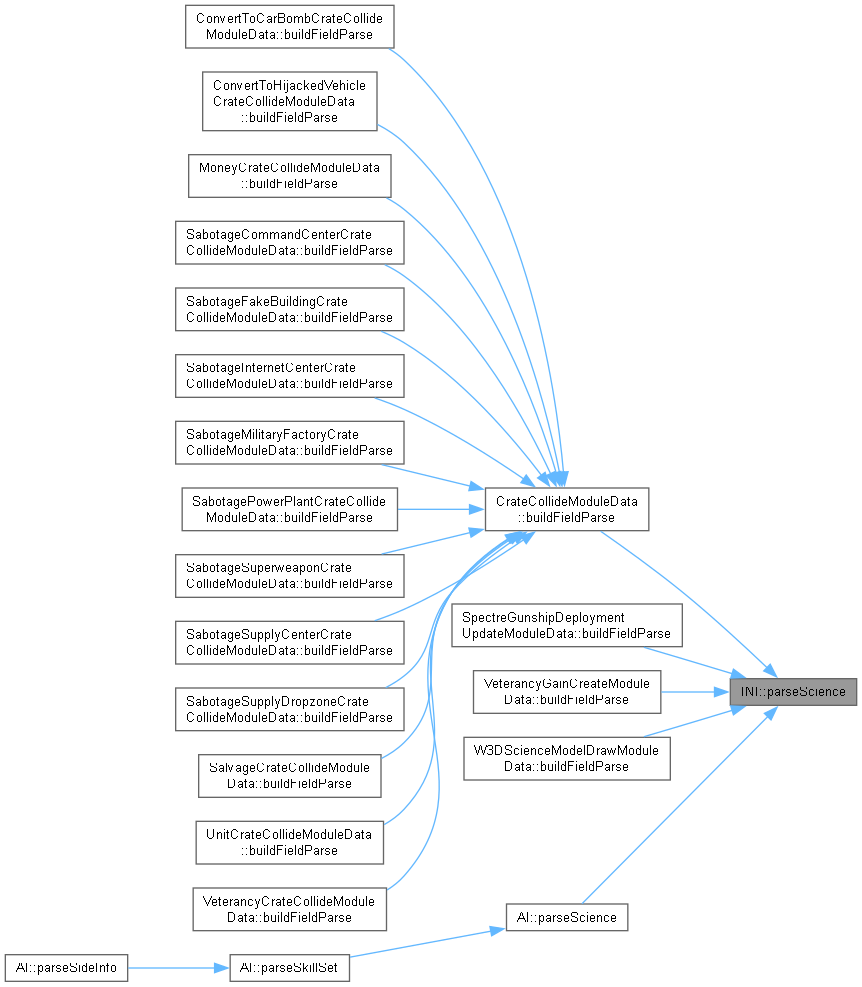 ConvertToCarBombCrateCollide
ModuleData::buildFieldParse
ConvertToHijackedVehicle
CrateCollideModuleData
::buildFieldParse
MoneyCrateCollideModuleData
::buildFieldParse
SabotageCommandCenterCrate
CollideModuleData::buildFieldParse
SabotageFakeBuildingCrate
CollideModuleData::buildFieldParse
SabotageInternetCenterCrate
CollideModuleData::buildFieldParse
SabotageMilitaryFactoryCrate
CollideModuleData::buildFieldParse
SabotagePowerPlantCrateCollide
ModuleData::buildFieldParse
SabotageSuperweaponCrate
CollideModuleData::buildFieldParse
SabotageSupplyCenterCrate
CollideModuleData::buildFieldParse
SabotageSupplyDropzoneCrate
CollideModuleData::buildFieldParse
SalvageCrateCollideModule
Data::buildFieldParse
UnitCrateCollideModuleData
::buildFieldParse
VeterancyCrateCollideModule
Data::buildFieldParse
AI::parseSideInfo
AI::parseSkillSet
CrateCollideModuleData
::buildFieldParse
SpectreGunshipDeployment
UpdateModuleData::buildFieldParse
VeterancyGainCreateModule
Data::buildFieldParse
W3DScienceModelDrawModule
Data::buildFieldParse
AI::parseScience
INI::parseScience